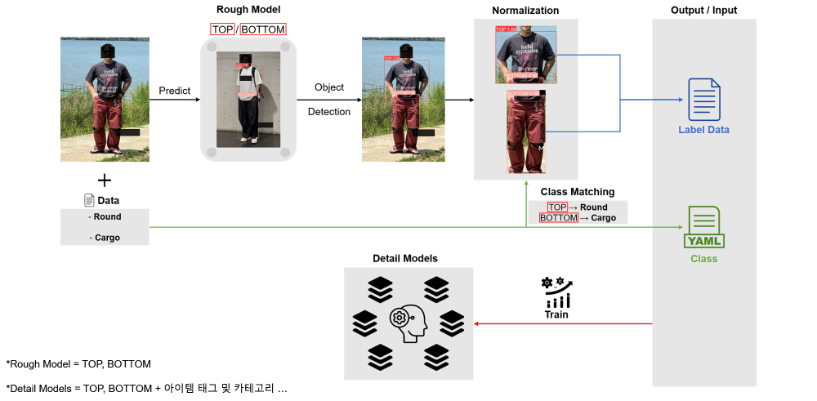 Rough Model
TOP / BOTTOM
Normalization
Output / Input
Predict
Object
Detection
Label Data
Data
- Round
- Cargo
Class Matching
TOP → Round
BOTTOM → Cargo
YAML
Class
Detail Models
Train
*Rough Model = TOP, BOTTOM
*Detail Models = TOP, BOTTOM + 아이템 태그 및 카테고리 ...